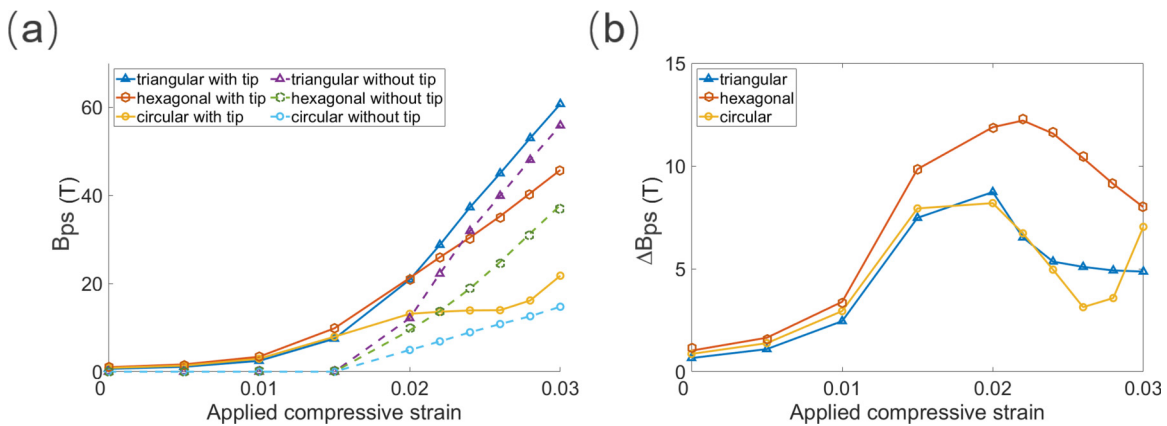 (a)
triangular with tip
hexagonal with tip
circular with tip
triangular without tip
hexagonal without tip
circular without tip
60
40
20
0
Bps (T)
0
0.01
0.02
0.03
Applied compressive strain
(b)
triangular
hexagonal
circular
15
10
5
0
ΔBps (T)
0
0.01
0.02
0.03
Applied compressive strain